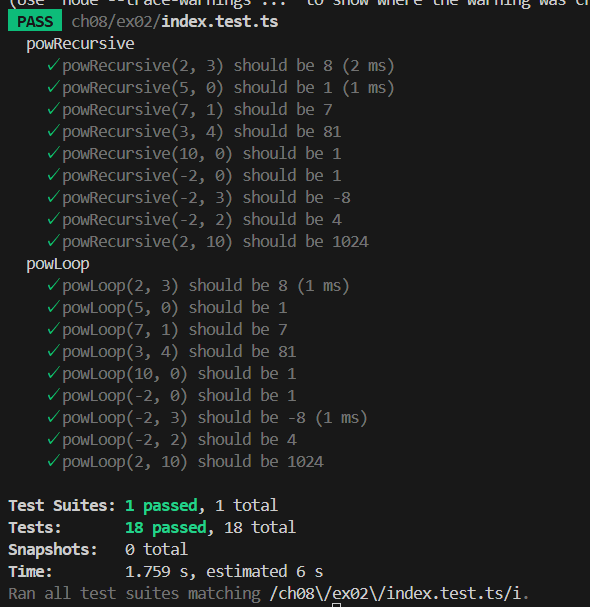 (Use `node --trace-warnings ...` to show where the warning was
PASS ch08/ex02/index.test.ts
powRecursive
✓powRecursive(2, 3) should be 8 (2 ms)
✓powRecursive(5, 0) should be 1 (1 ms)
✓powRecursive(7, 1) should be 7
✓powRecursive(3, 4) should be 81
✓powRecursive(10, 0) should be 1
✓powRecursive(-2, 0) should be 1
✓powRecursive(-2, 3) should be -8
✓powRecursive(-2, 2) should be 4
✓powRecursive(2, 10) should be 1024
powLoop
✓powLoop(2, 3) should be 8 (1 ms)
✓powLoop(5, 0) should be 1
✓powLoop(7, 1) should be 7
✓powLoop(3, 4) should be 81
✓powLoop(10, 0) should be 1
✓powLoop(-2, 0) should be 1
✓powLoop(-2, 3) should be -8 (1 ms)
✓powLoop(-2, 2) should be 4
✓powLoop(2, 10) should be 1024
Test Suites: 1 passed, 1 total
Tests: 18 passed, 18 total
Snapshots: 0 total
Time: 1.759 s, estimated 6 s
Ran all test suites matching /ch08\/ex02\/index.test.ts/i.